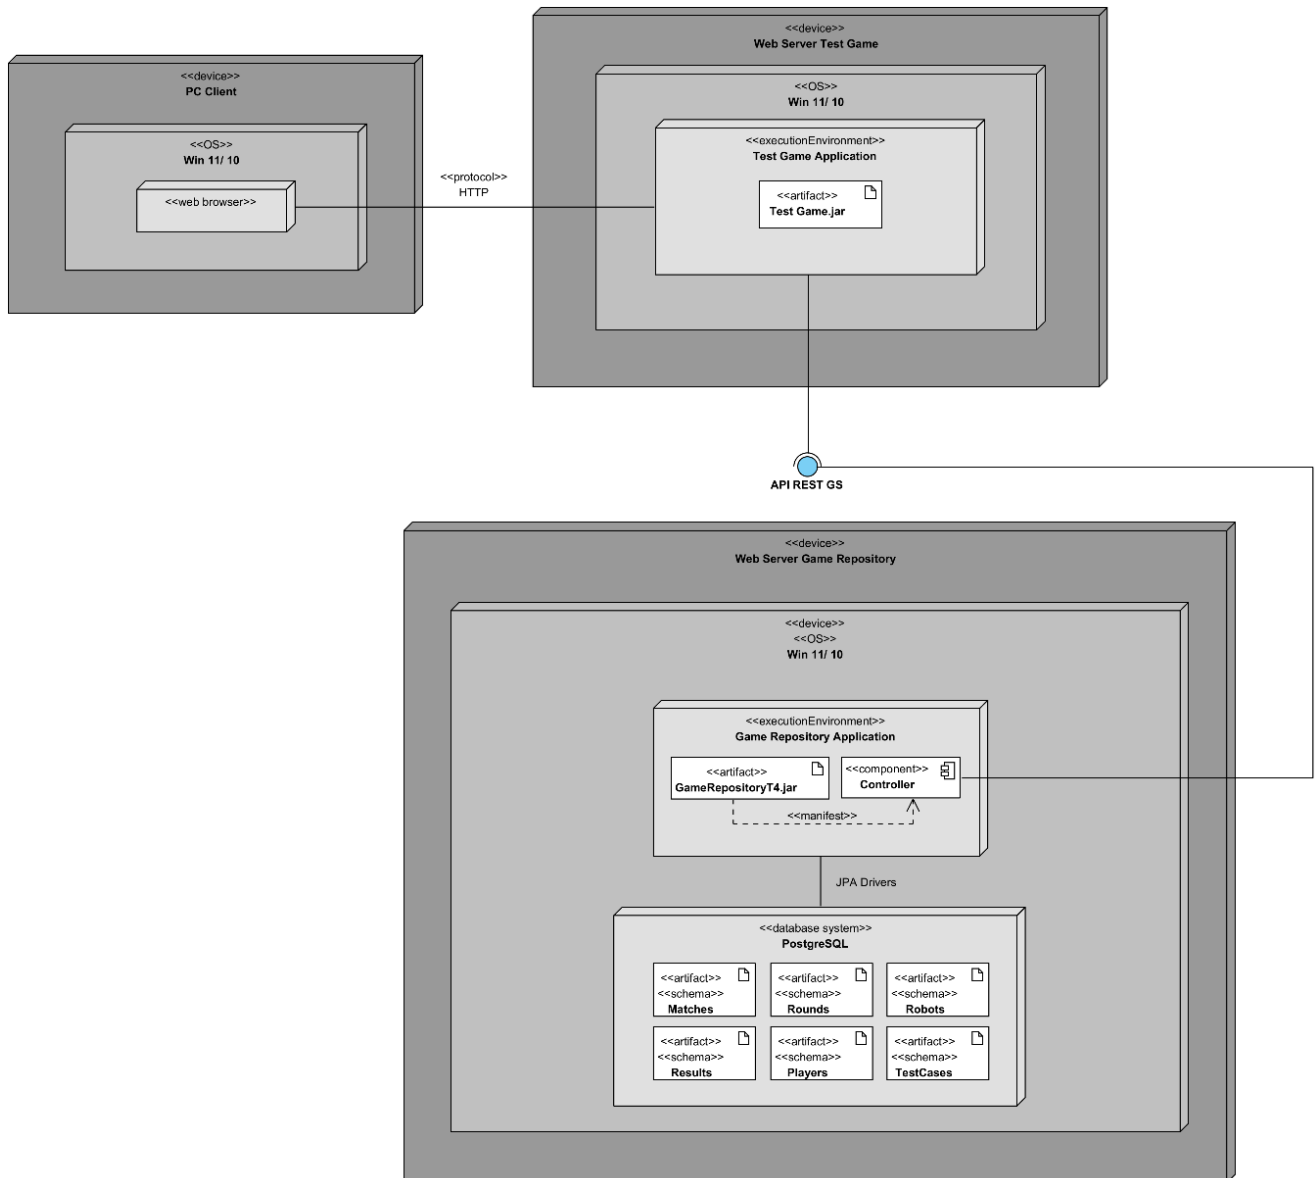 <<device>>
Web Server Test Game
<<OS>>
Win 11/ 10
<<executionEnvironment>>
Test Game Application
<<artifact>>
Test Game.jar
<<device>>
PC Client
<<OS>>
Win 11/ 10
<<web browser>>
<<protocol>>
HTTP
API REST GS
<<device>>
Web Server Game Repository
<<device>>
<<OS>>
Win 11/ 10
<<executionEnvironment>>
Game Repository Application
<<artifact>>
GameRepositoryT4.jar
<<component>>
Controller
<<manifest>>
JPA Drivers
<<database system>>
PostgreSQL
<<artifact>>
<<schema>>
Matches
<<artifact>>
<<schema>>
Rounds
<<artifact>>
<<schema>>
Robots
<<artifact>>
<<schema>>
Results
<<artifact>>
<<schema>>
Players
<<artifact>>
<<schema>>
TestCases